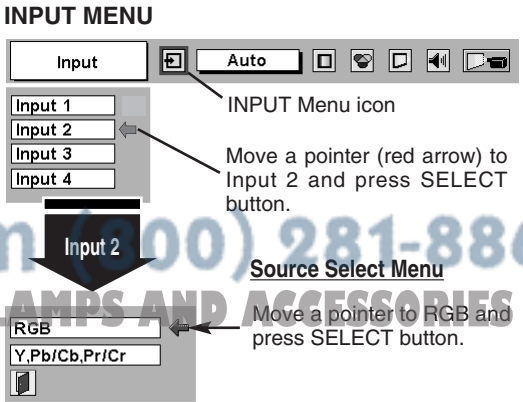 INPUT MENU
Input
Auto
INPUT Menu icon
Input 1
Input 2
Input 3
Input 4
Move a pointer (red arrow) to
Input 2 and press SELECT
button.
Input 2
(800) 281-88
Source Select Menu
AMPS AND ACCESSORIES
RGB
Y,Pb/Cb,Pr/Cr
Move a pointer to RGB and
press SELECT button.